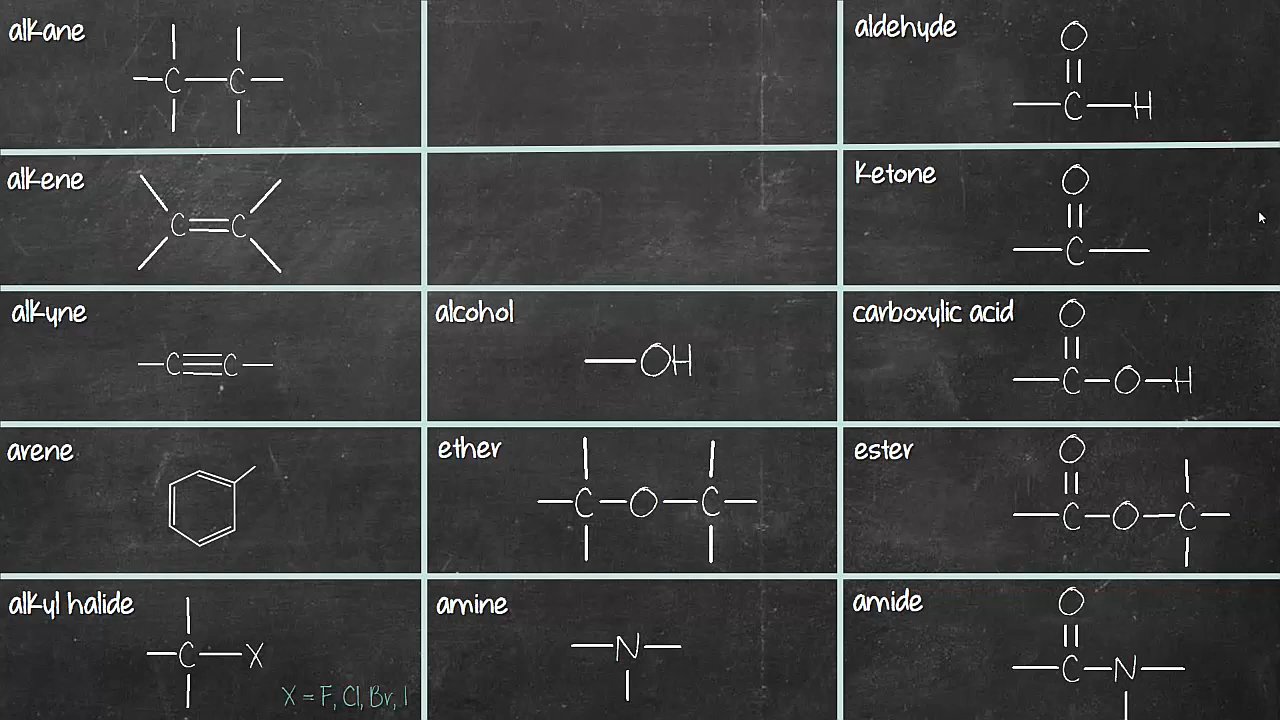 alkane
C C
aldehyde
O
C H
alkene
C C
ketone
O
C
alkyne
C C
alcohol
OH
carboxylic acid
O
C O H
arene
ether
C O C
ester
O
C O C
alkyl halide
C X
X = F, Cl, Br, I
amine
N
amide
O
C N